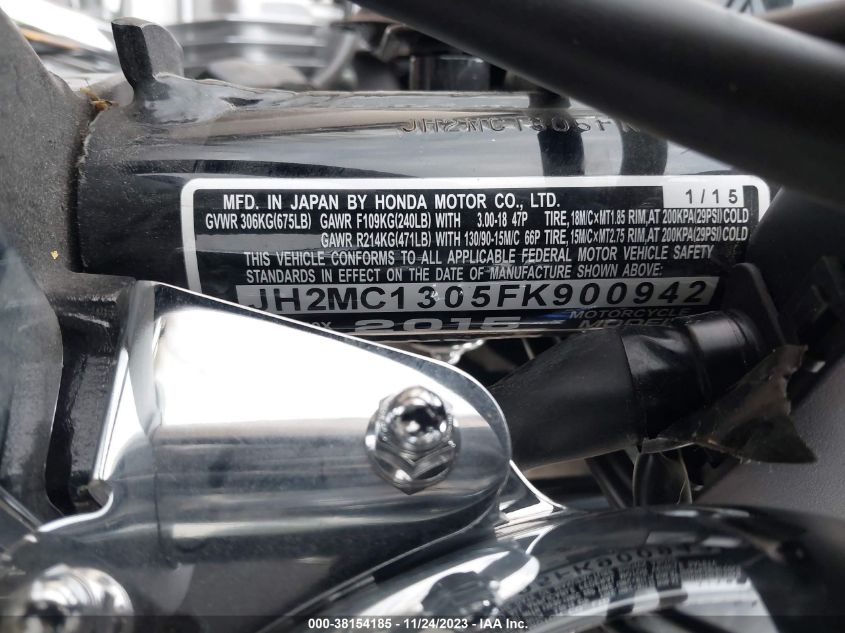 JH2MC1305FK
MFD. IN JAPAN BY HONDA MOTOR CO., LTD. 1/15
GVWR 306KG(675LB) GAWR F109KG(240LB) WITH 3.00-18 47P TIRE, 18M/C×MT1.85 RIM, AT 200KPA(29PSI) COLD
GAWR R214KG(471LB) WITH 130/90-15M/C 66P TIRE, 15M/C×MT2.75 RIM, AT 200KPA(29PSI) COLD
THIS VEHICLE CONFORMS TO ALL APPLICABLE FEDERAL MOTOR VEHICLE SAFETY
STANDARDS IN EFFECT ON THE DATE OF MANUFACTURE SHOWN ABOVE:
JH2MC1305FK900942
2015 MOTORCYCLE
MODEL
000-38154185 - 11/24/2023 - IAA Inc.